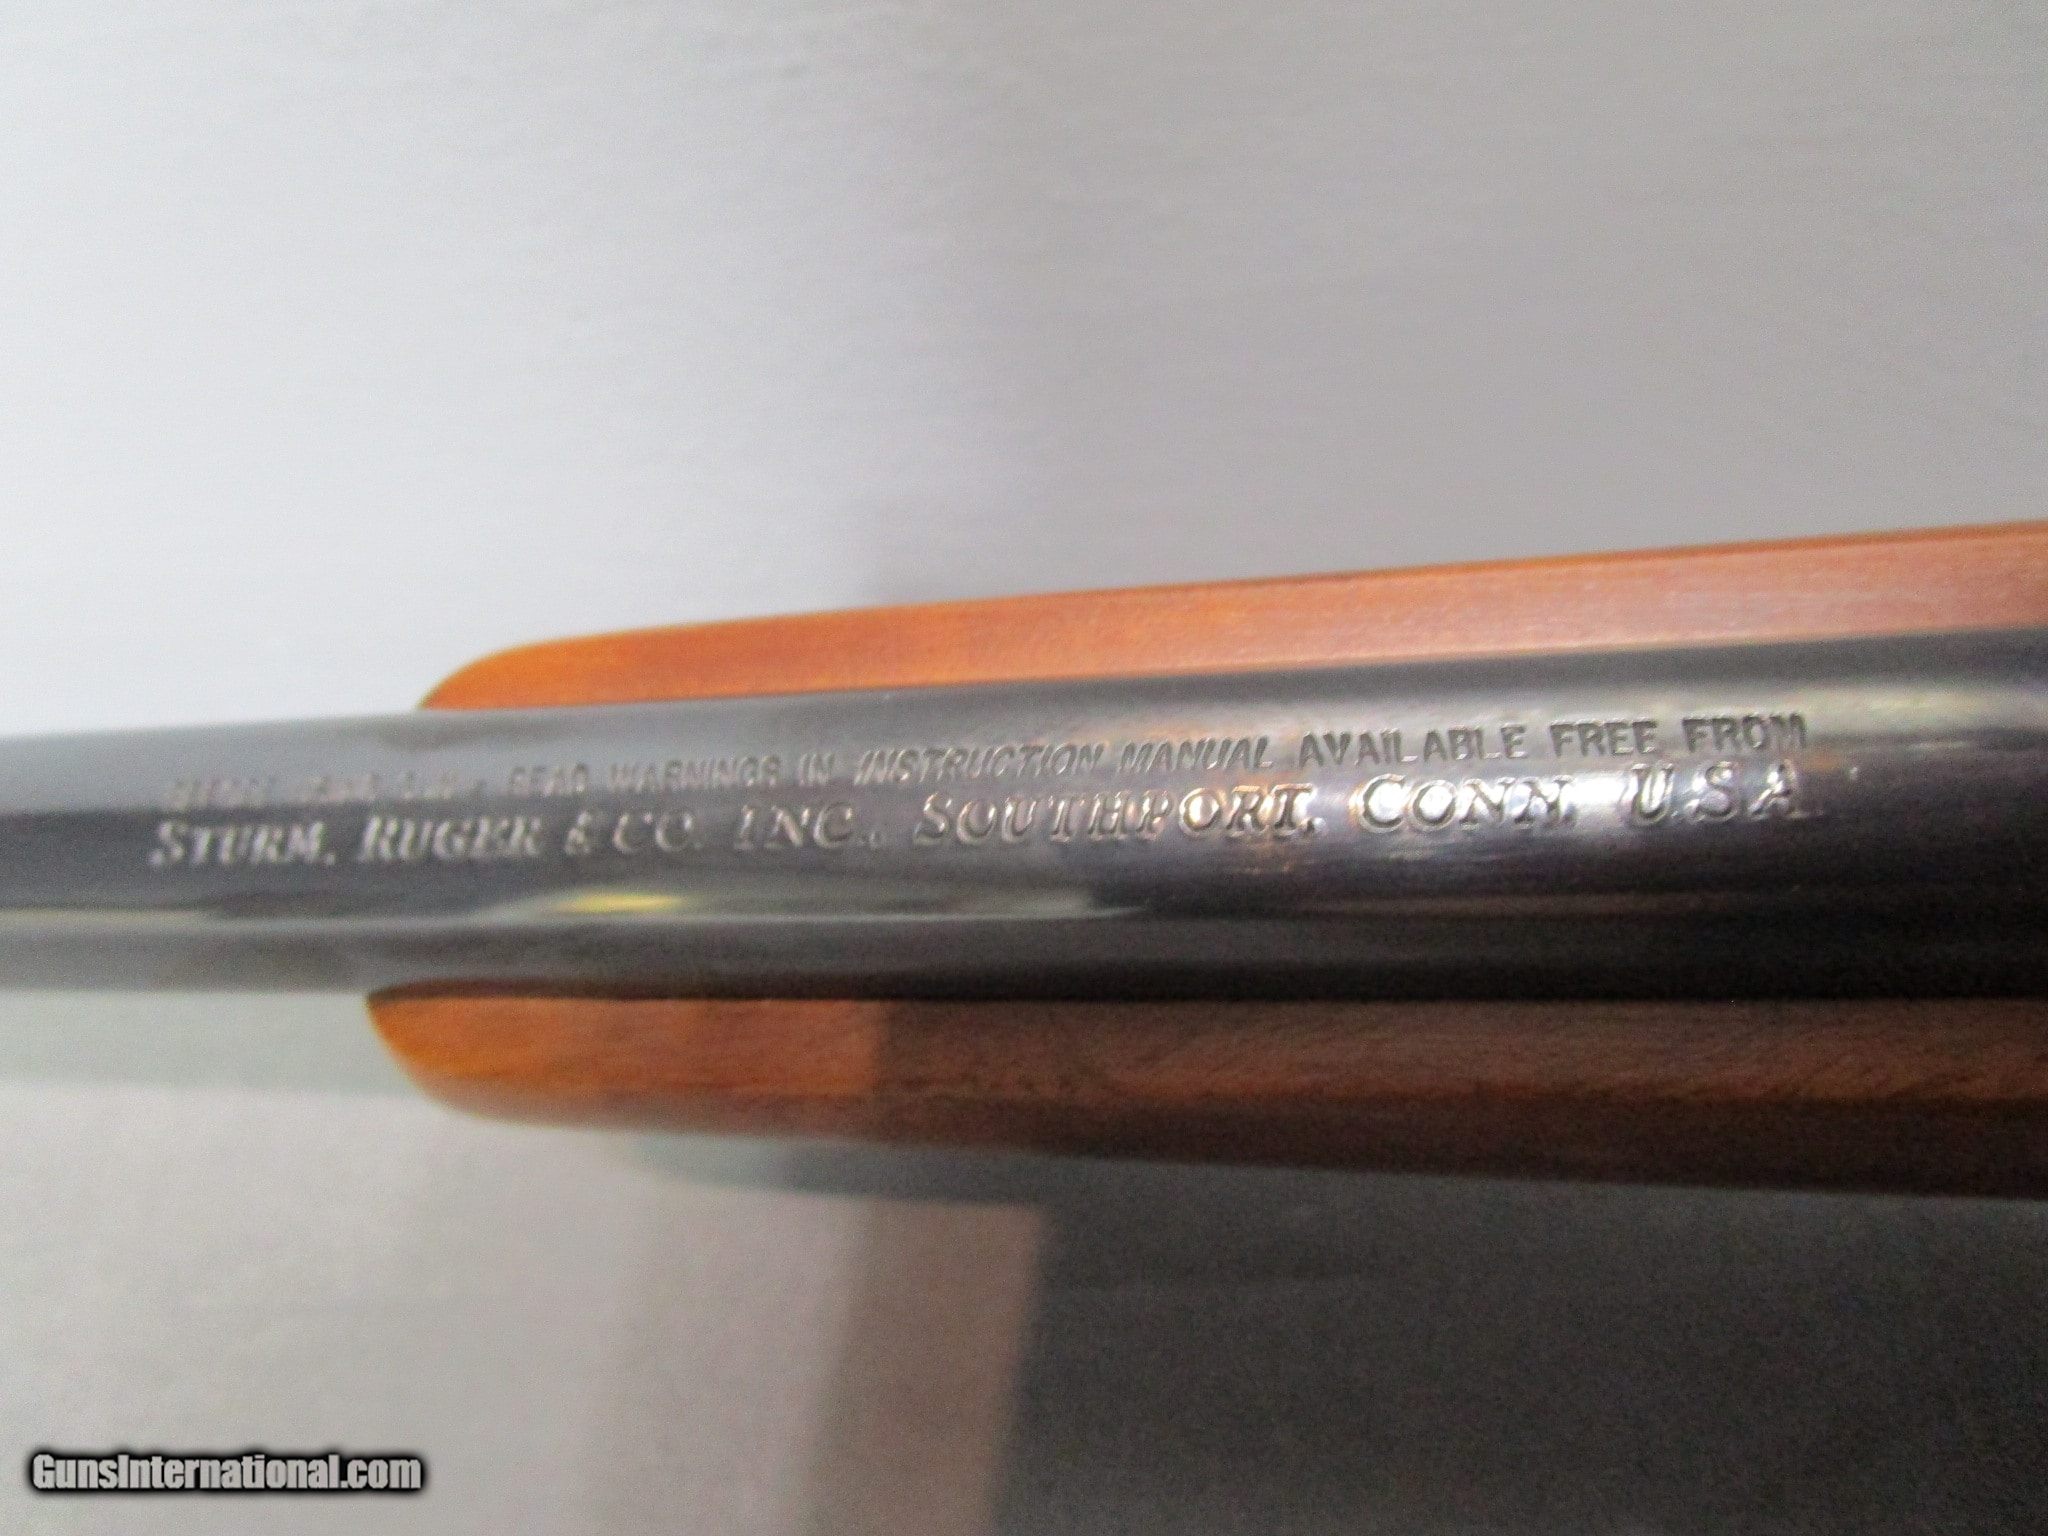 READ WARNINGS IN INSTRUCTION MANUAL AVAILABLE FREE FROM
STURM, RUGER & CO. INC., SOUTHPORT, CONN. U.S.A.
GunsInternational.com